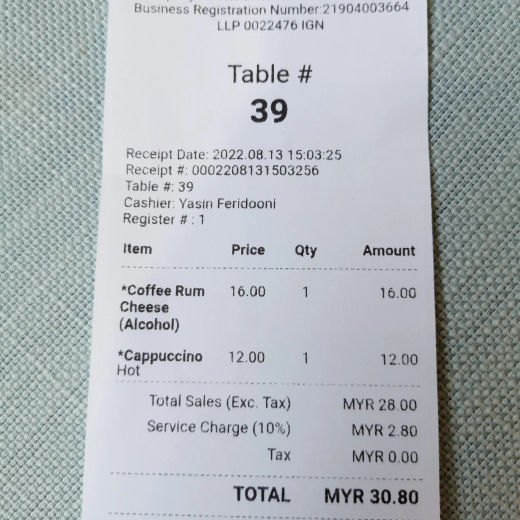 Business Registration Number:21904003664
LLP 0022476 IGN
Table #
39
Receipt Date: 2022.08.13 15:03:25
Receipt #: 0002208131503256
Table #: 39
Cashier: Yasin Feridooni
Register # : 1
Item Price Qty Amount
*Coffee Rum 16.00 1 16.00
Cheese
(Alcohol)
*Cappuccino 12.00 1 12.00
Hot
Total Sales (Exc. Tax) MYR 28.00
Service Charge (10%) MYR 2.80
Tax MYR 0.00
TOTAL MYR 30.80